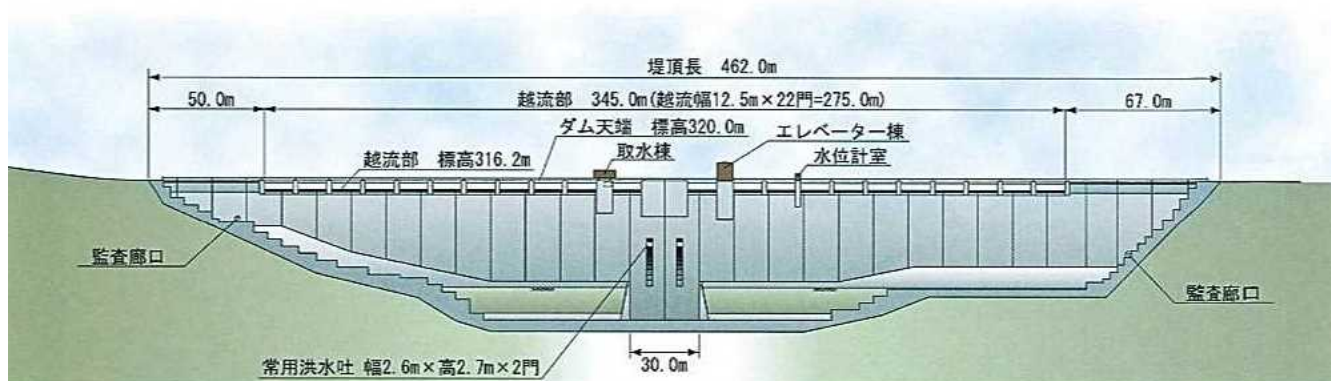 堤頂長 462.0m
50.0m
越流部 345.0m(越流幅12.5m×22門=275.0m)
67.0m
ダム天端 標高320.0m
エレベーター棟
取水棟
水位計室
越流部 標高316.2m
監査廊口
監査廊口
常用洪水吐 幅2.6m×高2.7m×2門
30.0m